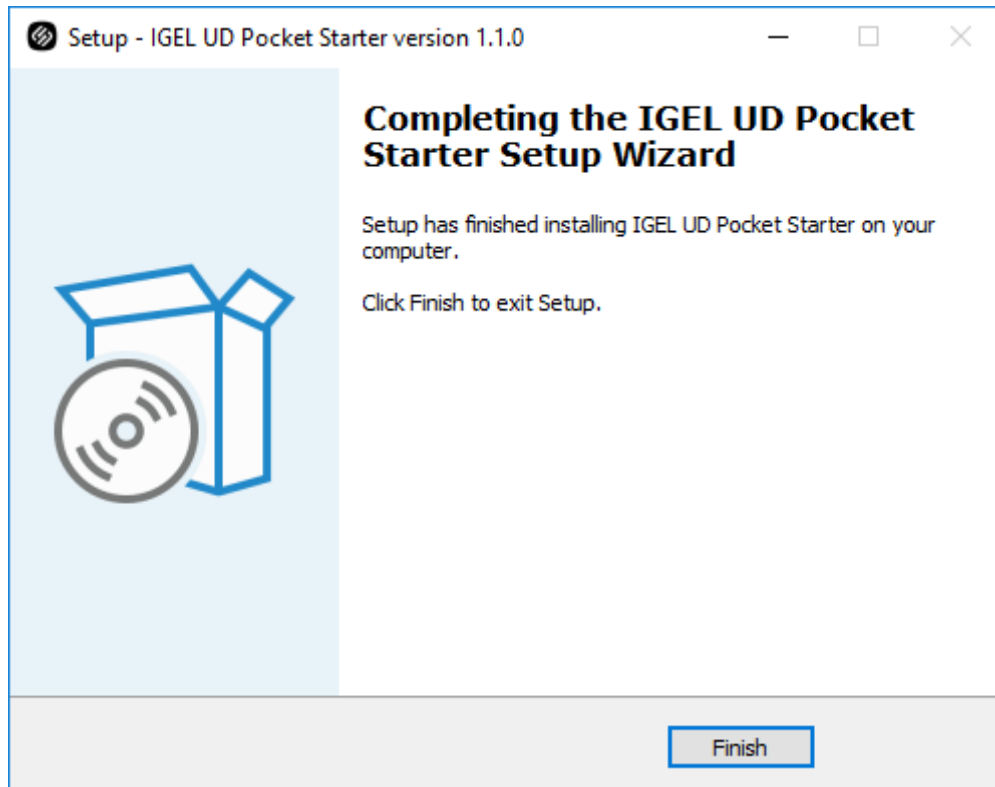 Setup - IGEL UD Pocket Starter version 1.1.0
Completing the IGEL UD Pocket
Starter Setup Wizard
Setup has finished installing IGEL UD Pocket Starter on your
computer.
Click Finish to exit Setup.
Finish